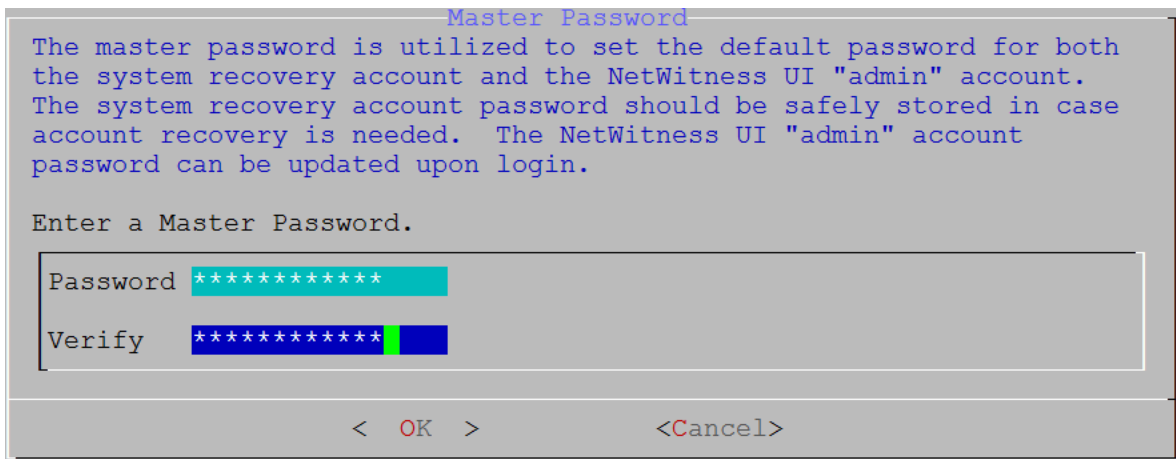 Master Password
The master password is utilized to set the default password for both
the system recovery account and the NetWitness UI "admin" account.
The system recovery account password should be safely stored in case
account recovery is needed.  The NetWitness UI "admin" account
password can be updated upon login.
Enter a Master Password.
Password ************
Verify ************
<  OK  > <Cancel>